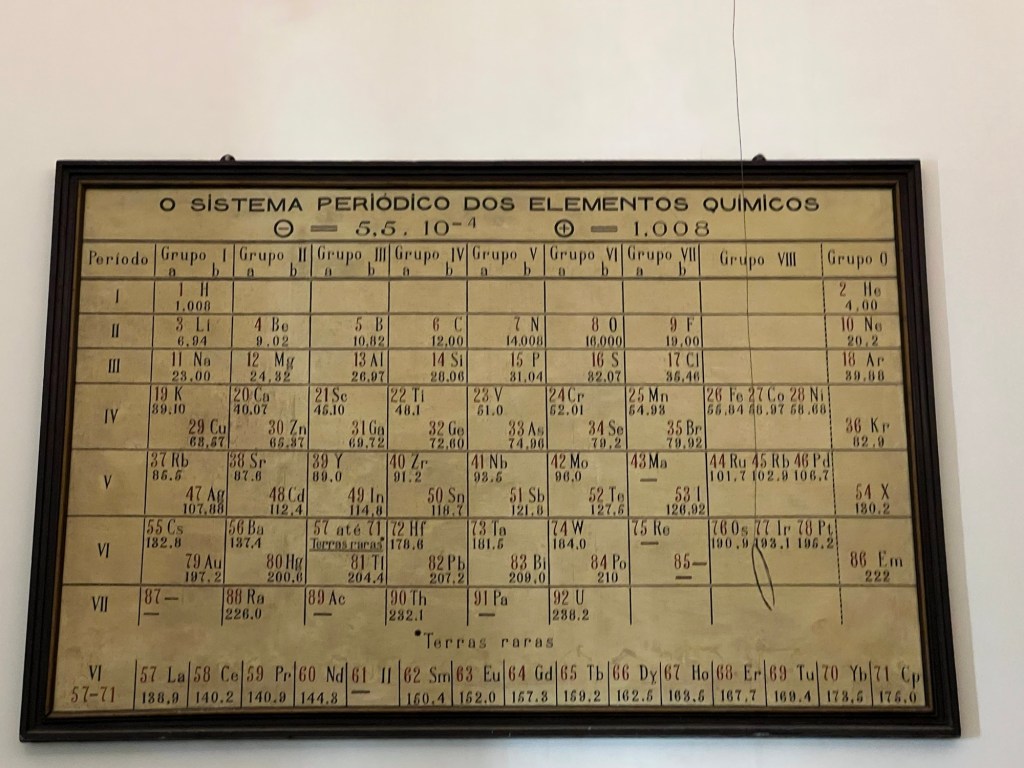 O SISTEMA PERIÓDICO DOS ELEMENTOS QUIMICOS
⊖ = 5,5 . 10⁻⁴ ⊕ = 1.008
Período Grupo I Grupo II Grupo III Grupo IV Grupo V Grupo VI Grupo VII Grupo VIII Grupo 0
a b a b a b a b a b a b a b
I 1 H 2 He
1,008 4,00
II 3 Li 4 Be 5 B 6 C 7 N 8 O 9 F 10 Ne
6,94 9,02 10,82 12,00 14,008 16,000 19,00 20,2
III 11 Na 12 Mg 13 Al 14 Si 15 P 16 S 17 Cl 18 Ar
23,00 24,32 26,97 28,06 31,04 32,07 35,46 39,88
IV 19 K 20 Ca 21 Sc 22 Ti 23 V 24 Cr 25 Mn 26 Fe 27 Co 28 Ni
39,10 40,07 45,10 48,1 51,0 52,01 54,93 55,84 58,97 58,68
29 Cu 30 Zn 31 Ga 32 Ge 33 As 34 Se 35 Br 36 Kr
63,57 65,37 69,72 72,60 74,96 79,2 79,92 82,9
V 37 Rb 38 Sr 39 Y 40 Zr 41 Nb 42 Mo 43 Ma 44 Ru 45 Rb 46 Pd
85,5 87,6 89,0 91,2 93,5 96,0 — 101,7 102,9 106,7
47 Ag 48 Cd 49 In 50 Sn 51 Sb 52 Te 53 I 54 X
107,88 112,4 114,8 118,7 121,8 127,5 126,92 130,2
VI 55 Cs 56 Ba 57 até 71 72 Hf 73 Ta 74 W 75 Re 76 Os 77 Ir 78 Pt
132,8 137,4 Terras raras* 178,6 181,5 184,0 — 190,9 193,1 195,2
79 Au 80 Hg 81 Tl 82 Pb 83 Bi 84 Po 85 — 86 Em
197,2 200,6 204,4 207,2 209,0 210 — 222
VII 87 — 88 Ra 89 Ac 90 Th 91 Pa 92 U
— 226,0 — 232,1 — 238,2
*Terras raras
VI 57 La 58 Ce 59 Pr 60 Nd 61 Il 62 Sm 63 Eu 64 Gd 65 Tb 66 Dy 67 Ho 68 Er 69 Tu 70 Yb 71 Cp
57-71 138,9 140,2 140,9 144,3 — 150,4 152,0 157,3 159,2 162,5 163,5 167,7 169,4 173,5 175,0